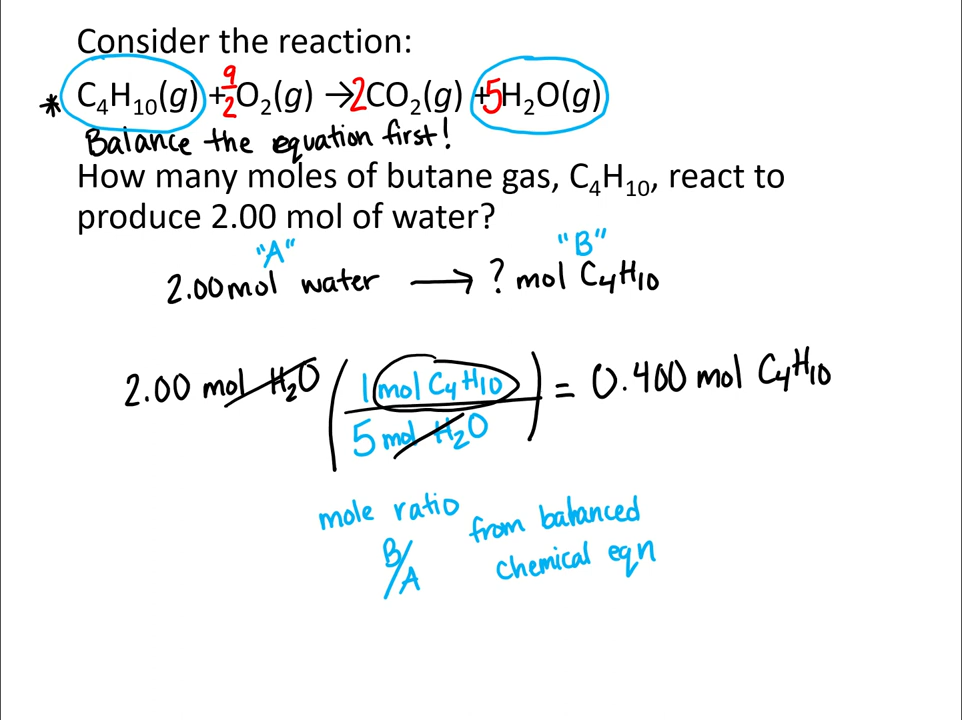 Consider the reaction:
* C₄H₁₀(g) + 9/2 O₂(g) → 2CO₂(g) + 5H₂O(g)
Balance the equation first!
How many moles of butane gas, C₄H₁₀, react to
produce 2.00 mol of water?
"A" "B"
2.00 mol water → ? mol C₄H₁₀
2.00 mol H₂O (1 mol C₄H₁₀ / 5 mol H₂O) = 0.400 mol C₄H₁₀
mole ratio from balanced
B/A chemical eqn